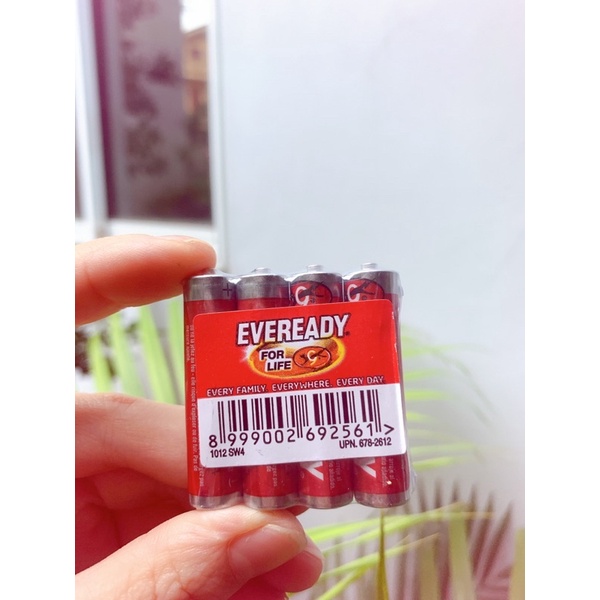 EVEREADY
FOR
LIFE
EVERY FAMILY. EVERYWHERE. EVERY DAY.
8 999002 692561 >
1012 SW4
UPN. 678-2612